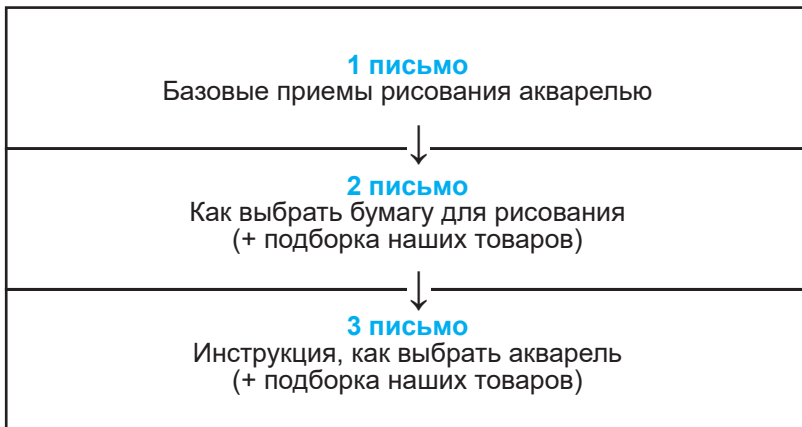 1 письмо
Базовые приемы рисования акварелью
2 письмо
Как выбрать бумагу для рисования
(+ подборка наших товаров)
3 письмо
Инструкция, как выбрать акварель
(+ подборка наших товаров)